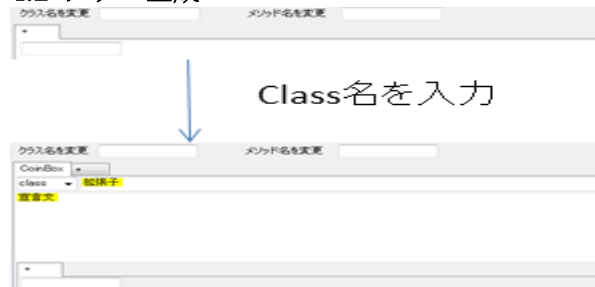 クラス名を変更 メソッド名を変更
+
Class名を入力
クラス名を変更 メソッド名を変更
CoinBox +
class 拡張子
宣言文
+